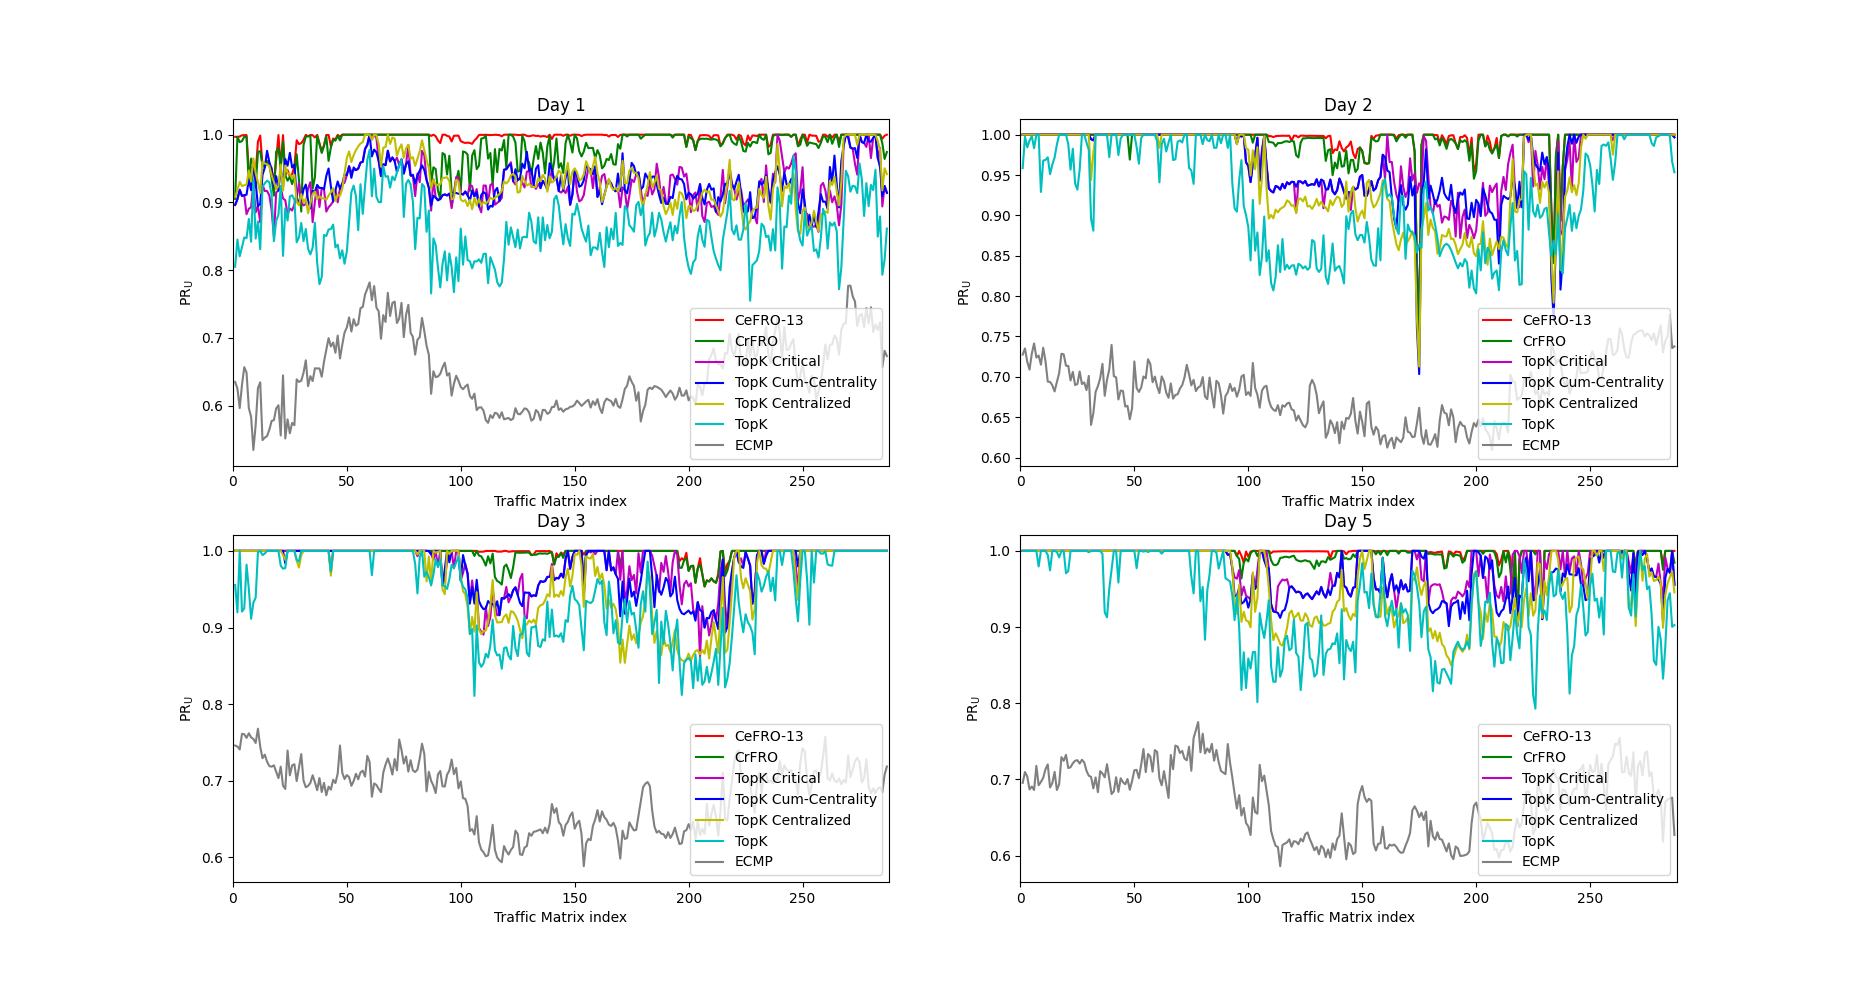 Day 1
PR_U
1.0
0.9
0.8
0.7
0.6
0 50 100 150 200 250
Traffic Matrix index
CeFRO-13
CrFRO
TopK Critical
TopK Cum-Centrality
TopK Centralized
TopK
ECMP
Day 2
PR_U
1.00
0.95
0.90
0.85
0.80
0.75
0.70
0.65
0.60
0 50 100 150 200 250
Traffic Matrix index
CeFRO-13
CrFRO
TopK Critical
TopK Cum-Centrality
TopK Centralized
TopK
ECMP
Day 3
PR_U
1.0
0.9
0.8
0.7
0.6
0 50 100 150 200 250
Traffic Matrix index
CeFRO-13
CrFRO
TopK Critical
TopK Cum-Centrality
TopK Centralized
TopK
ECMP
Day 5
PR_U
1.0
0.9
0.8
0.7
0.6
0 50 100 150 200 250
Traffic Matrix index
CeFRO-13
CrFRO
TopK Critical
TopK Cum-Centrality
TopK Centralized
TopK
ECMP